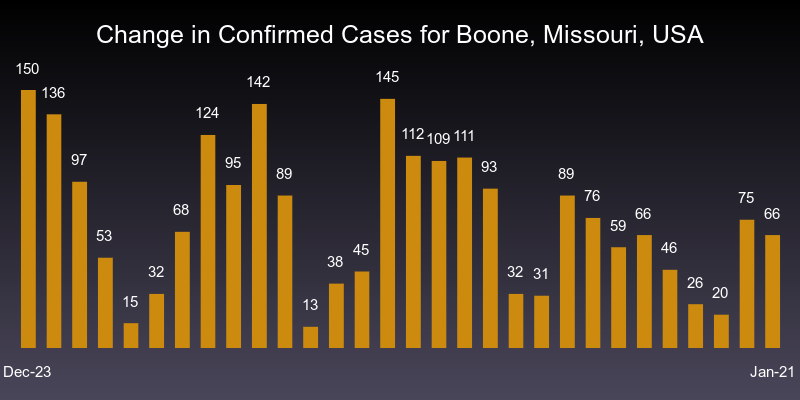 Change in Confirmed Cases for Boone, Missouri, USA
150 136 97 53 15 32 68 124 95 142 89 13 38 45 145 112 109 111 93 32 31 89 76 59 66 46 26 20 75 66
Dec-23 Jan-21